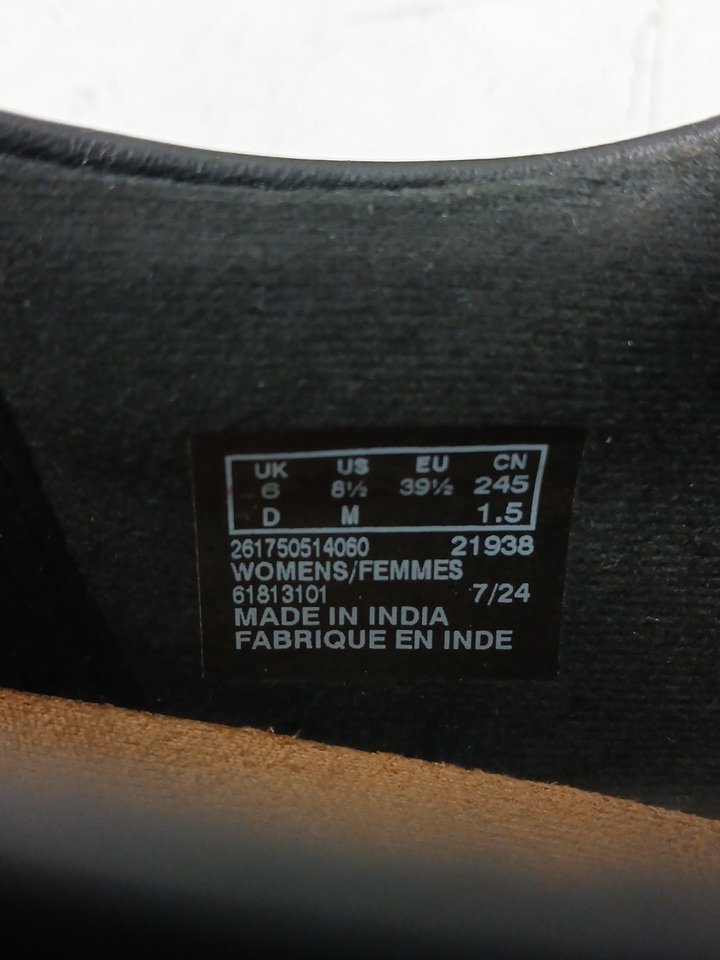 UK US EU CN
6 8½ 39½ 245
D M 1.5
261750514060 21938
WOMENS/FEMMES
61813101 7/24
MADE IN INDIA
FABRIQUE EN INDE